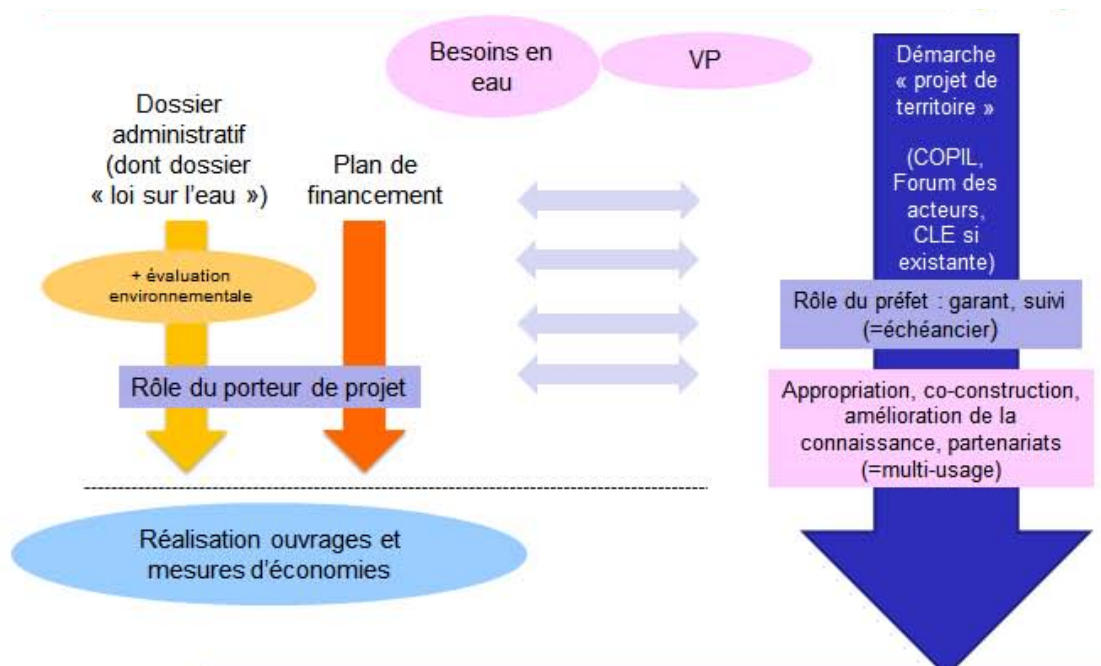 Besoins en
eau
VP
Démarche
« projet de
territoire »
(COPIL,
Forum des
acteurs,
CLE si
existante)
Dossier
administratif
(dont dossier
« loi sur l'eau »)
Plan de
financement
+ évaluation
environnementale
Rôle du préfet : garant, suivi
(=échéancier)
Rôle du porteur de projet
Appropriation, co-construction,
amélioration de la
connaissance, partenariats
(=multi-usage)
Réalisation ouvrages et
mesures d'économies